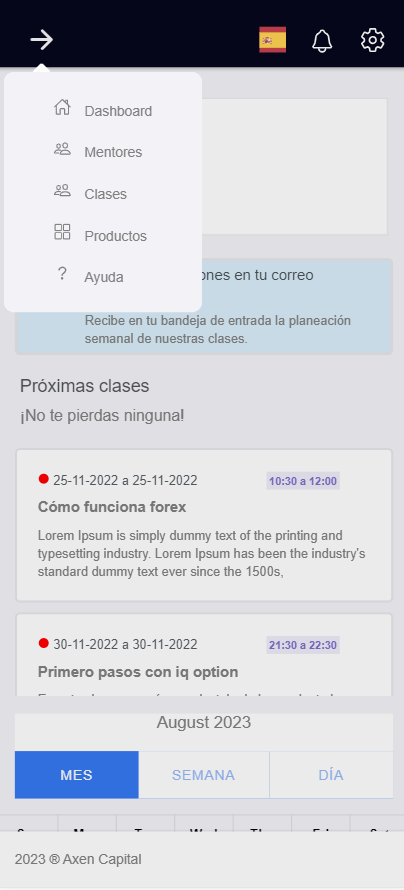 Dashboard
Mentores
Clases
Productos
Ayuda
ones en tu correo
Recibe en tu bandeja de entrada la planeación
semanal de nuestras clases.
Próximas clases
¡No te pierdas ninguna!
25-11-2022 a 25-11-2022 10:30 a 12:00
Cómo funciona forex
Lorem Ipsum is simply dummy text of the printing and
typesetting industry. Lorem Ipsum has been the industry's
standard dummy text ever since the 1500s,
30-11-2022 a 30-11-2022 21:30 a 22:30
Primero pasos con iq option
August 2023
MES SEMANA DÍA
2023 ® Axen Capital